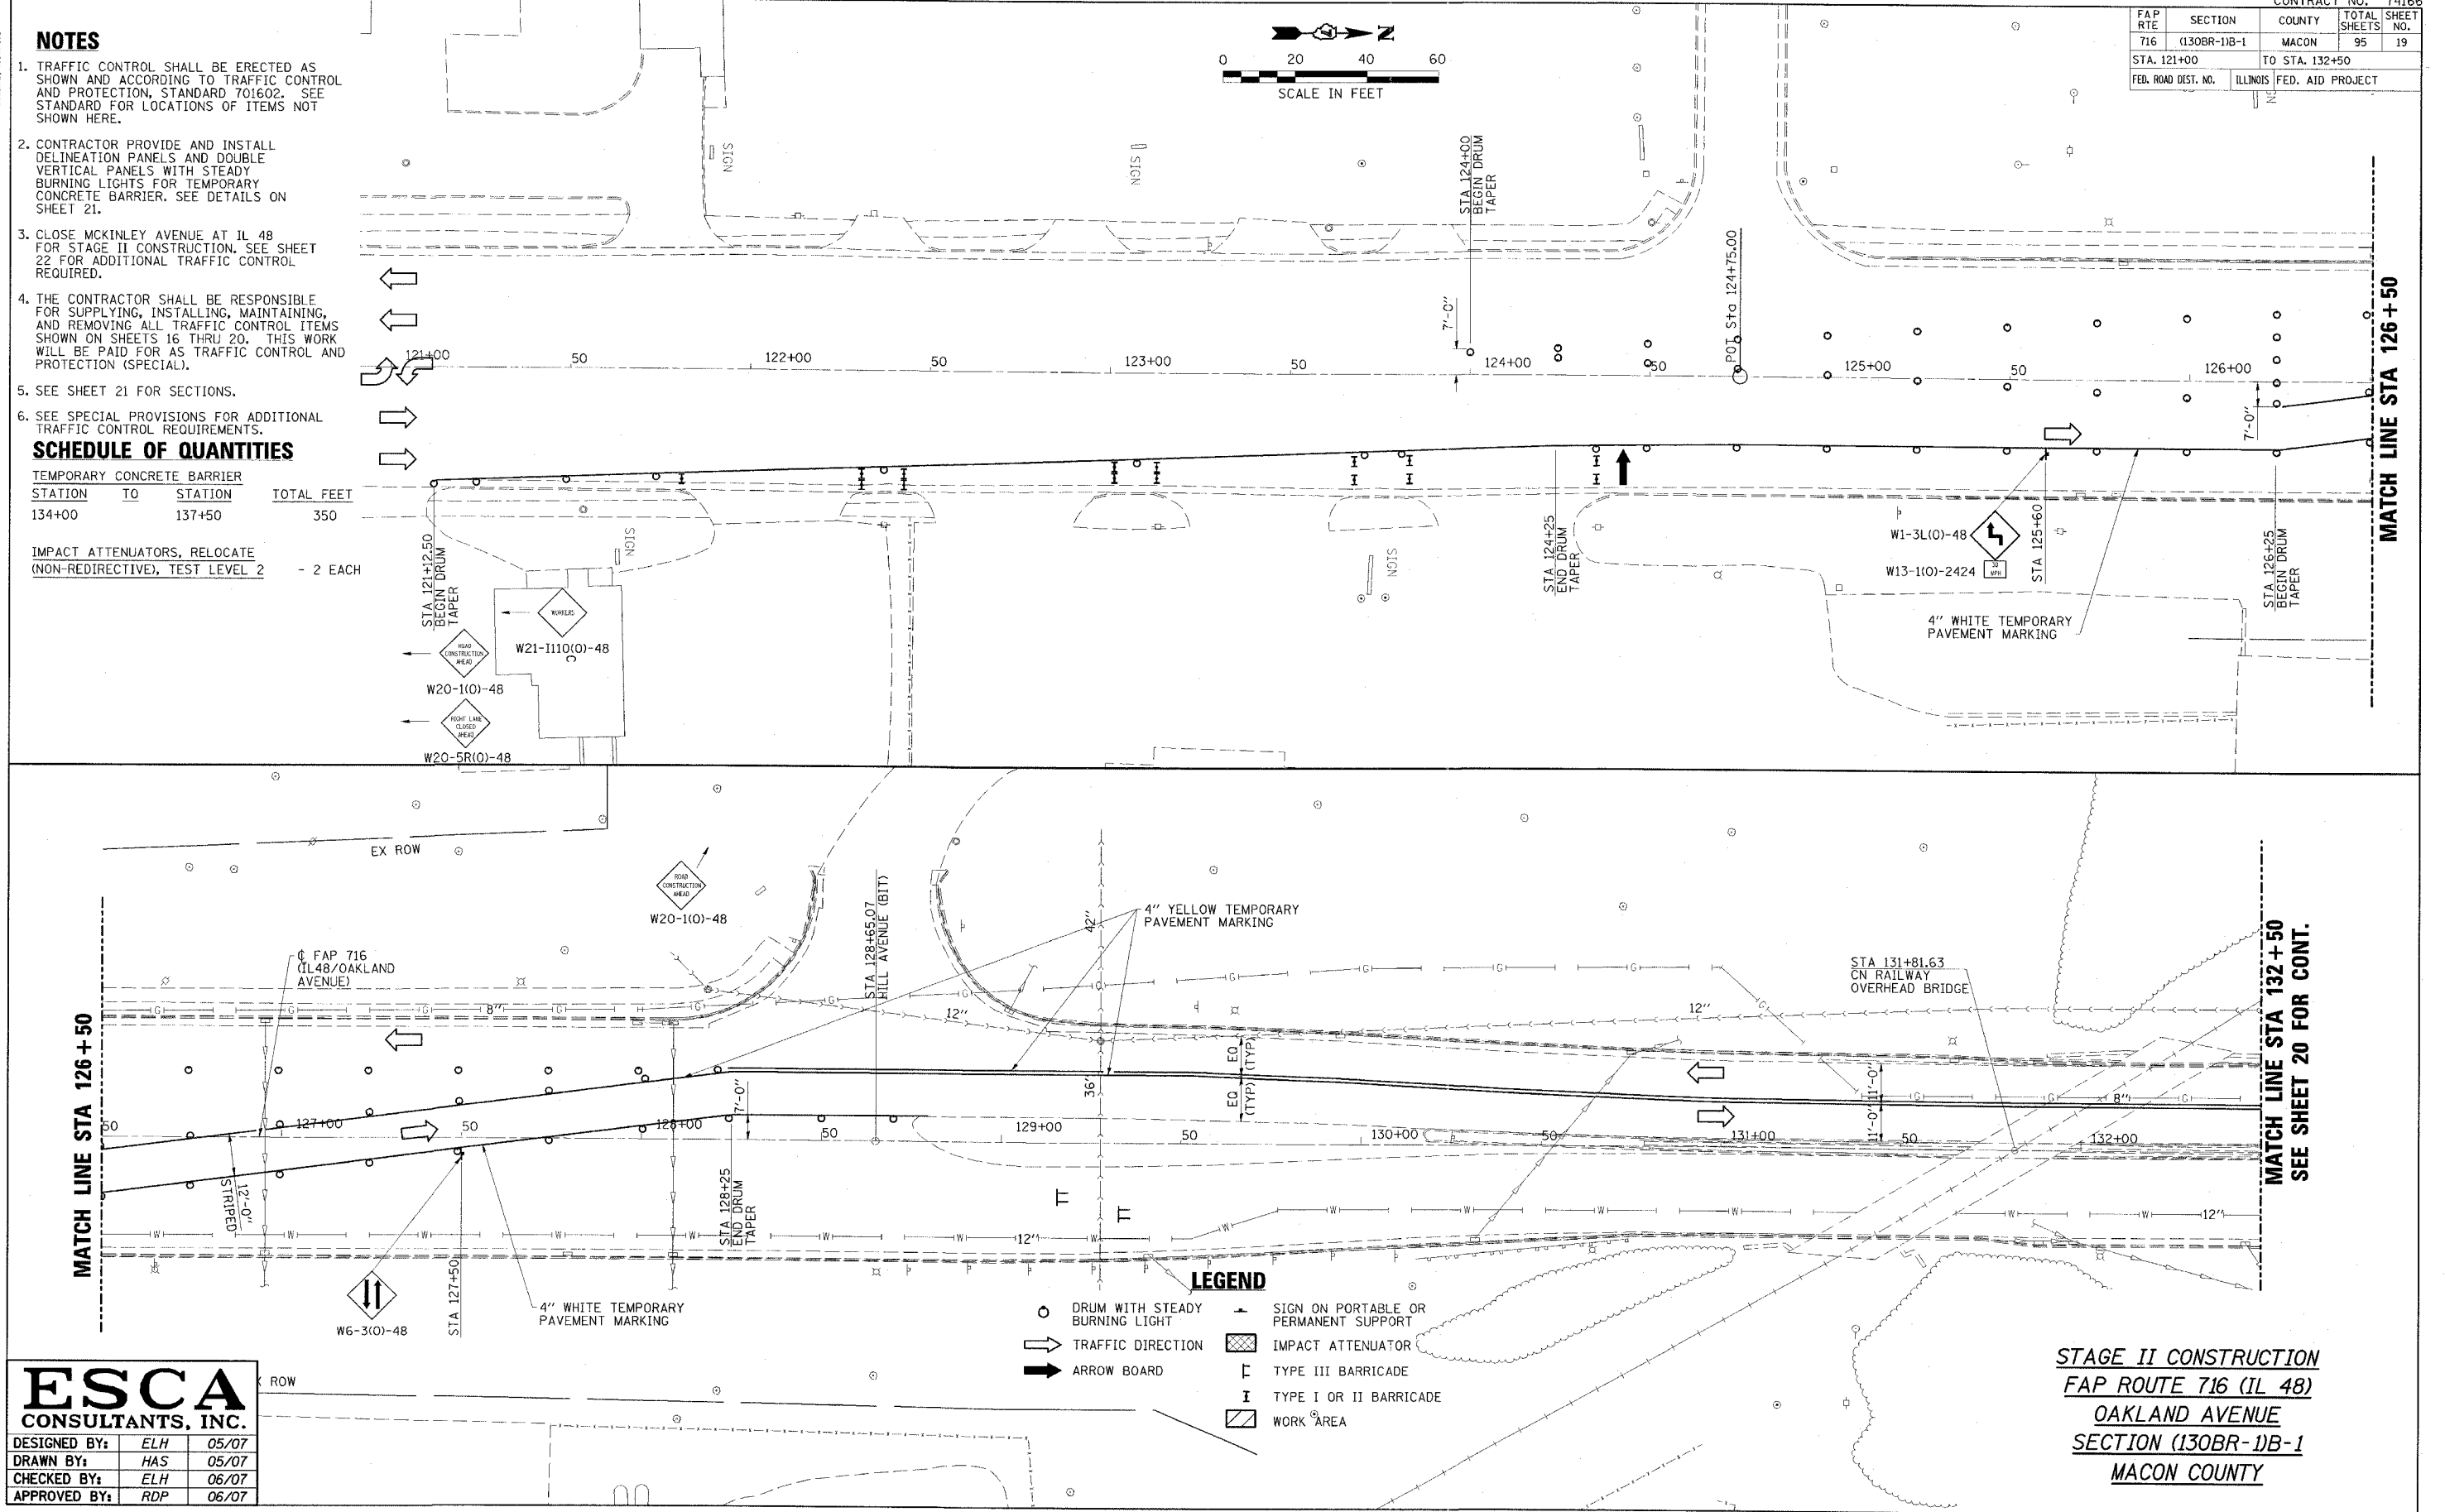 CONTRACT NO. 74166
FAP RTE SECTION COUNTY TOTAL SHEETS SHEET NO.
716 (130BR-1)B-1 MACON 95 19
STA. 121+00 TO STA. 132+50
FED. ROAD DIST. NO. ILLINOIS FED. AID PROJECT
NOTES
1. TRAFFIC CONTROL SHALL BE ERECTED AS
SHOWN AND ACCORDING TO TRAFFIC CONTROL
AND PROTECTION, STANDARD 701602. SEE
STANDARD FOR LOCATIONS OF ITEMS NOT
SHOWN HERE.
2. CONTRACTOR PROVIDE AND INSTALL
DELINEATION PANELS AND DOUBLE
VERTICAL PANELS WITH STEADY
BURNING LIGHTS FOR TEMPORARY
CONCRETE BARRIER. SEE DETAILS ON
SHEET 21.
3. CLOSE MCKINLEY AVENUE AT IL 48
FOR STAGE II CONSTRUCTION. SEE SHEET
22 FOR ADDITIONAL TRAFFIC CONTROL
REQUIRED.
4. THE CONTRACTOR SHALL BE RESPONSIBLE
FOR SUPPLYING, INSTALLING, MAINTAINING,
AND REMOVING ALL TRAFFIC CONTROL ITEMS
SHOWN ON SHEETS 16 THRU 20. THIS WORK
WILL BE PAID FOR AS TRAFFIC CONTROL AND
PROTECTION (SPECIAL).
5. SEE SHEET 21 FOR SECTIONS.
6. SEE SPECIAL PROVISIONS FOR ADDITIONAL
TRAFFIC CONTROL REQUIREMENTS.
SCHEDULE OF QUANTITIES
TEMPORARY CONCRETE BARRIER
STATION TO STATION TOTAL FEET
134+00 137+50 350
IMPACT ATTENUATORS, RELOCATE
(NON-REDIRECTIVE), TEST LEVEL 2 - 2 EACH
N
0 20 40 60
SCALE IN FEET
SIGN
SIGN
STA 124+00
BEGIN DRUM
TAPER
7'-0"
POT Sta 124+75.00
121+00 50 122+00 50 123+00 50 124+00 50 125+00 50 126+00
7'-0"
MATCH LINE STA 126+50
STA 121+12.50
BEGIN DRUM
TAPER
SIGN
SIGN
STA 124+25
END DRUM
TAPER
W1-3L(O)-48
W13-1(O)-2424
30
MPH
STA 125+60
STA 126+25
BEGIN DRUM
TAPER
4" WHITE TEMPORARY
PAVEMENT MARKING
WORKERS
W21-I110(O)-48
ROAD
CONSTRUCTION
AHEAD
W20-1(O)-48
RIGHT LANE
CLOSED
AHEAD
W20-5R(O)-48
EX ROW
ROAD
CONSTRUCTION
AHEAD
W20-1(O)-48
℄ FAP 716
(IL48/OAKLAND
AVENUE)
STA 128+65.07
HILL AVENUE (BIT)
42"
4" YELLOW TEMPORARY
PAVEMENT MARKING
STA 131+81.63
CN RAILWAY
OVERHEAD BRIDGE
G G G 8" G G G G G G G G 12" 12" G
MATCH LINE STA 126+50
7'-0"
36"
EQ (TYP)
EQ (TYP)
11'-0"
11'-0"
G G 8" G
50 127+00 50 128+00 50 129+00 50 130+00 50 131+00 50 132+00
12'-0"
STRIPED
STA 128+25
END DRUM
TAPER
W W W W W W W 12" W W W W W W W W W 12"
MATCH LINE STA 132+50
SEE SHEET 20 FOR CONT.
W6-3(O)-48
STA 127+50
4" WHITE TEMPORARY
PAVEMENT MARKING
LEGEND
DRUM WITH STEADY
BURNING LIGHT
TRAFFIC DIRECTION
ARROW BOARD
SIGN ON PORTABLE OR
PERMANENT SUPPORT
IMPACT ATTENUATOR
TYPE III BARRICADE
TYPE I OR II BARRICADE
WORK AREA
ROW
ESCA
CONSULTANTS, INC.
DESIGNED BY: ELH 05/07
DRAWN BY: HAS 05/07
CHECKED BY: ELH 06/07
APPROVED BY: RDP 06/07
STAGE II CONSTRUCTION
FAP ROUTE 716 (IL 48)
OAKLAND AVENUE
SECTION (130BR-1)B-1
MACON COUNTY